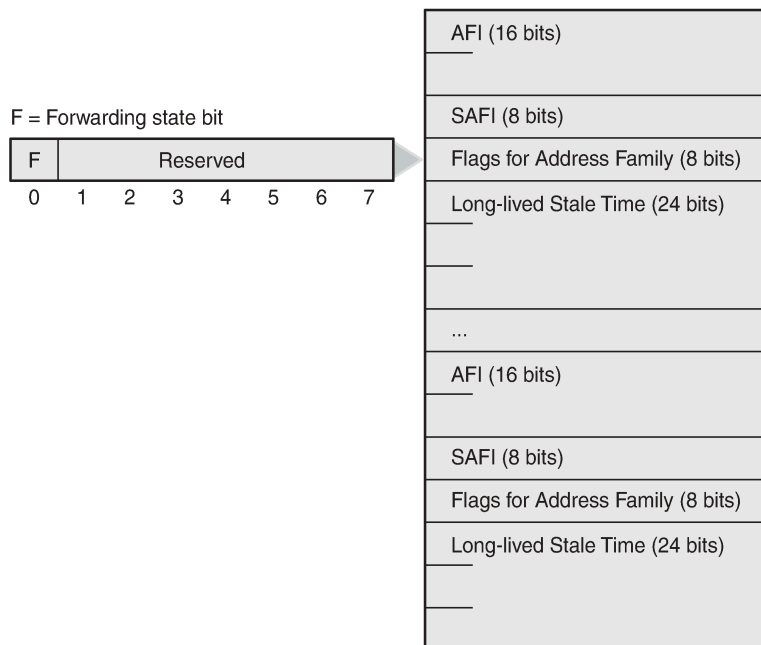 F = Forwarding state bit
F Reserved
0 1 2 3 4 5 6 7
AFI (16 bits)
SAFI (8 bits)
Flags for Address Family (8 bits)
Long-lived Stale Time (24 bits)
...
AFI (16 bits)
SAFI (8 bits)
Flags for Address Family (8 bits)
Long-lived Stale Time (24 bits)